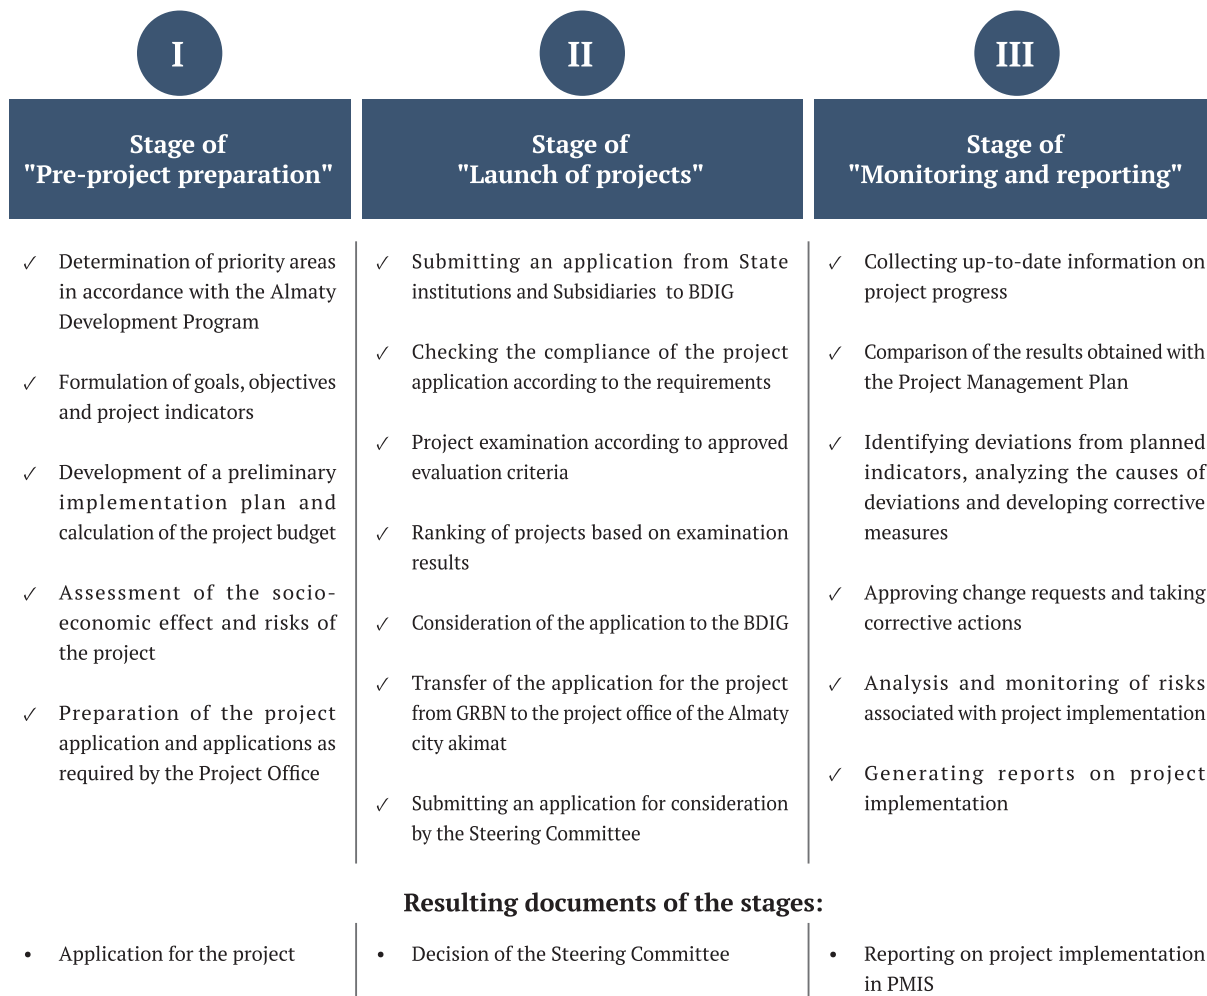 I
Stage of
"Pre-project preparation"
✓ Determination of priority areas
in accordance with the Almaty
Development Program
✓ Formulation of goals, objectives
and project indicators
✓ Development of a preliminary
implementation plan and
calculation of the project budget
✓ Assessment of the socio-
economic effect and risks of
the project
✓ Preparation of the project
application and applications as
required by the Project Office
II
Stage of
"Launch of projects"
✓ Submitting an application from State
institutions and Subsidiaries to BDIG
✓ Checking the compliance of the project
application according to the requirements
✓ Project examination according to approved
evaluation criteria
✓ Ranking of projects based on examination
results
✓ Consideration of the application to the BDIG
✓ Transfer of the application for the project
from GRBN to the project office of the Almaty
city akimat
✓ Submitting an application for consideration
by the Steering Committee
III
Stage of
"Monitoring and reporting"
✓ Collecting up-to-date information on
project progress
✓ Comparison of the results obtained with
the Project Management Plan
✓ Identifying deviations from planned
indicators, analyzing the causes of
deviations and developing corrective
measures
✓ Approving change requests and taking
corrective actions
✓ Analysis and monitoring of risks
associated with project implementation
✓ Generating reports on project
implementation
Resulting documents of the stages:
• Application for the project
• Decision of the Steering Committee
• Reporting on project implementation
in PMIS